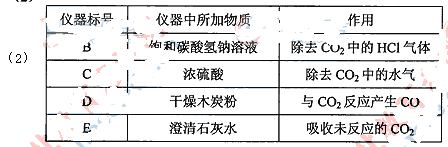 仪器标号 仪器中所加物质 作用
(2)
B 饱和碳酸氢钠溶液 除去CO2中的HCl气体
C 浓硫酸 除去CO2中的水气
D 干燥木炭粉 与CO2反应产生CO
E 澄清石灰水 吸收未反应的CO2